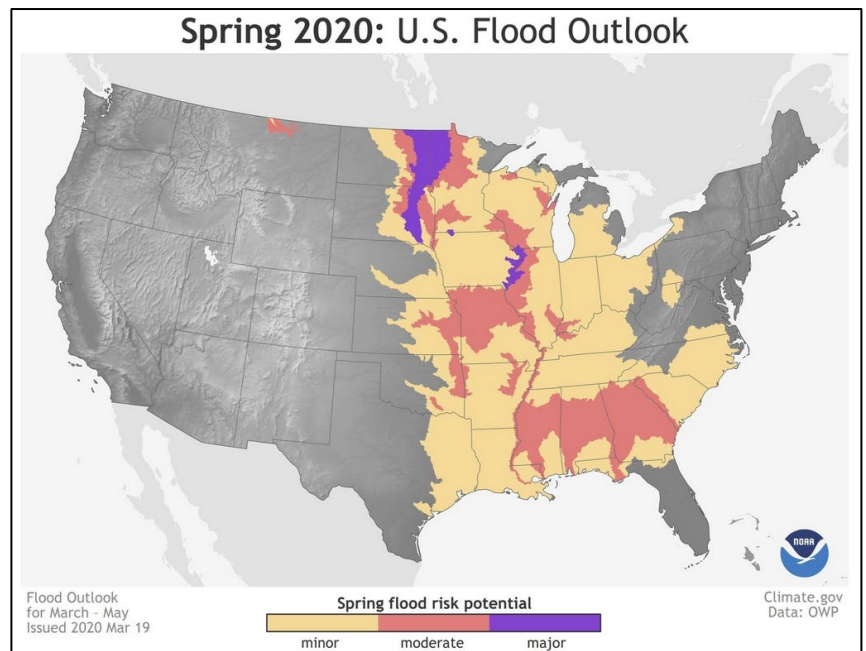 Spring 2020: U.S. Flood Outlook
NOAA
Flood Outlook
for March - May
Issued 2020 Mar 19
Spring flood risk potential
minor moderate major
Climate.gov
Data: OWP